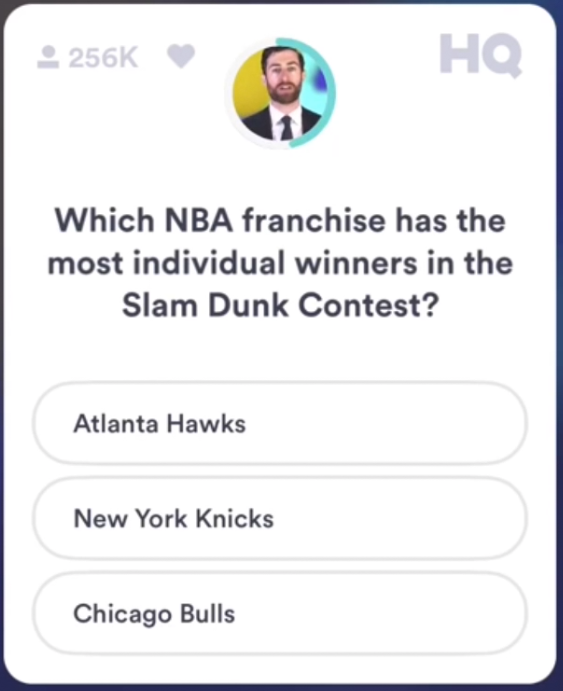 256K
HQ
Which NBA franchise has the
most individual winners in the
Slam Dunk Contest?
Atlanta Hawks
New York Knicks
Chicago Bulls